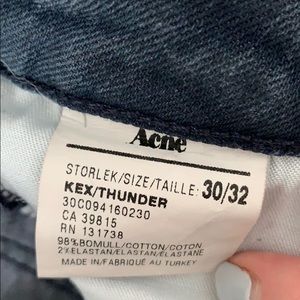 Acne
STORLEK/SIZE/TAILLE: 30/32
KEX/THUNDER
30C094160230
CA 39815
RN 131738
98%BOMULL/COTTON/COTON
2%ELASTAN/ELASTAN/ÉLASTANE
MADE IN/FABRIQUÉ AU TURKEY